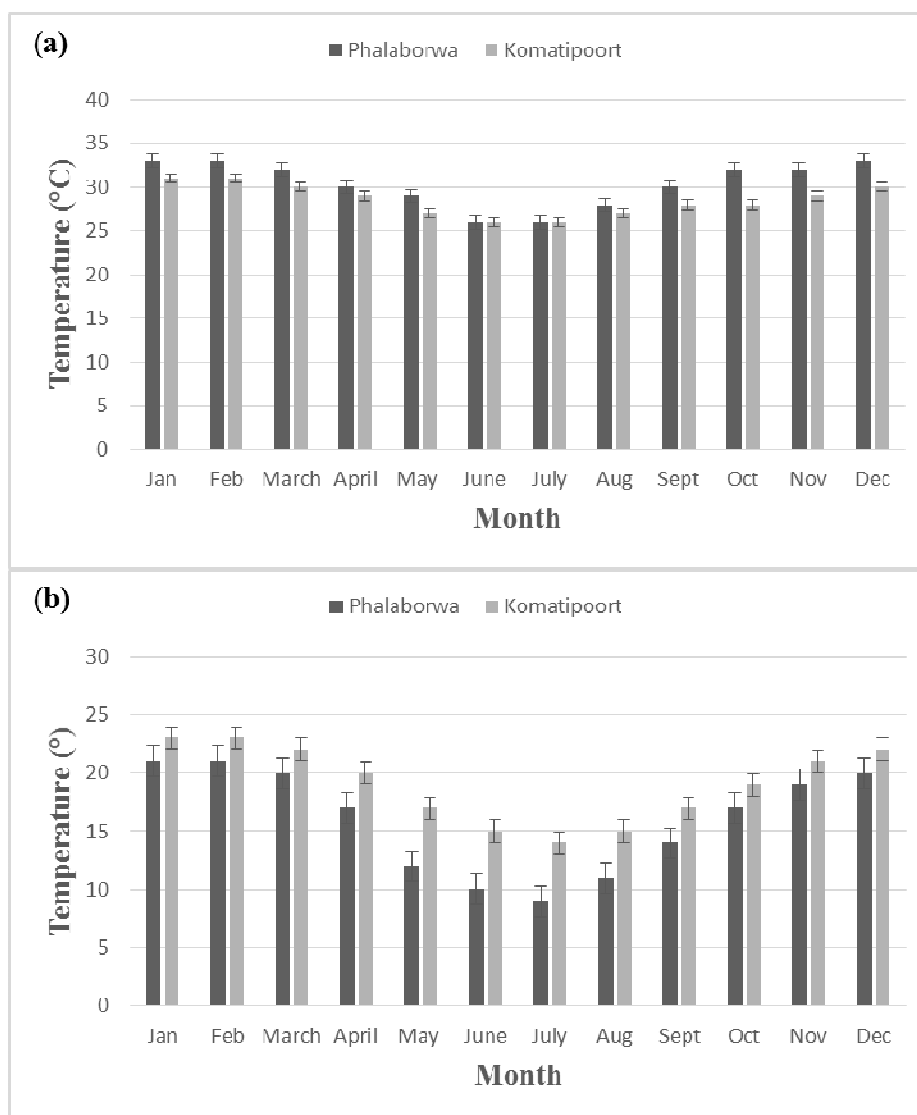 (a)
Phalaborwa Komatipoort
Temperature (°C)
40
35
30
25
20
15
10
5
0
Jan Feb March April May June July Aug Sept Oct Nov Dec
Month
(b)
Phalaborwa Komatipoort
Temperature (°)
30
25
20
15
10
5
0
Jan Feb March April May June July Aug Sept Oct Nov Dec
Month